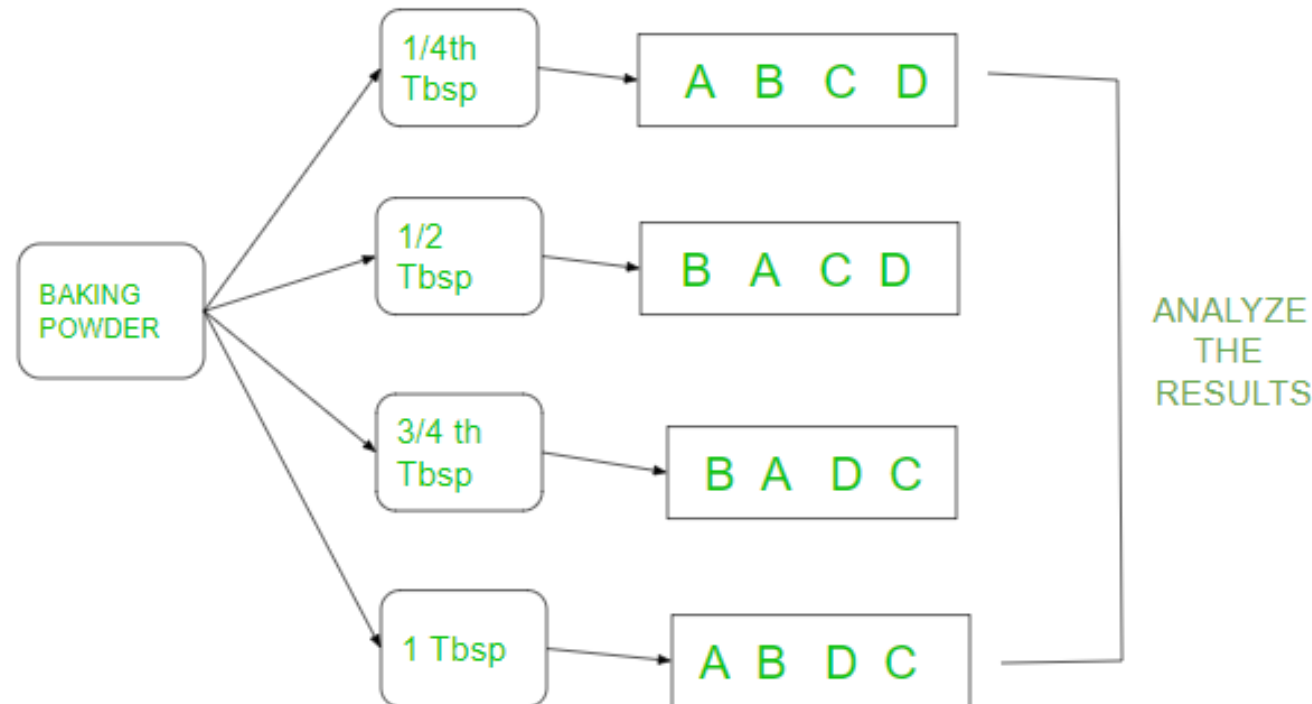 BAKING
POWDER
1/4th
Tbsp
A B C D
1/2
Tbsp
B A C D
3/4 th
Tbsp
B A D C
1 Tbsp
A B D C
ANALYZE
THE
RESULTS